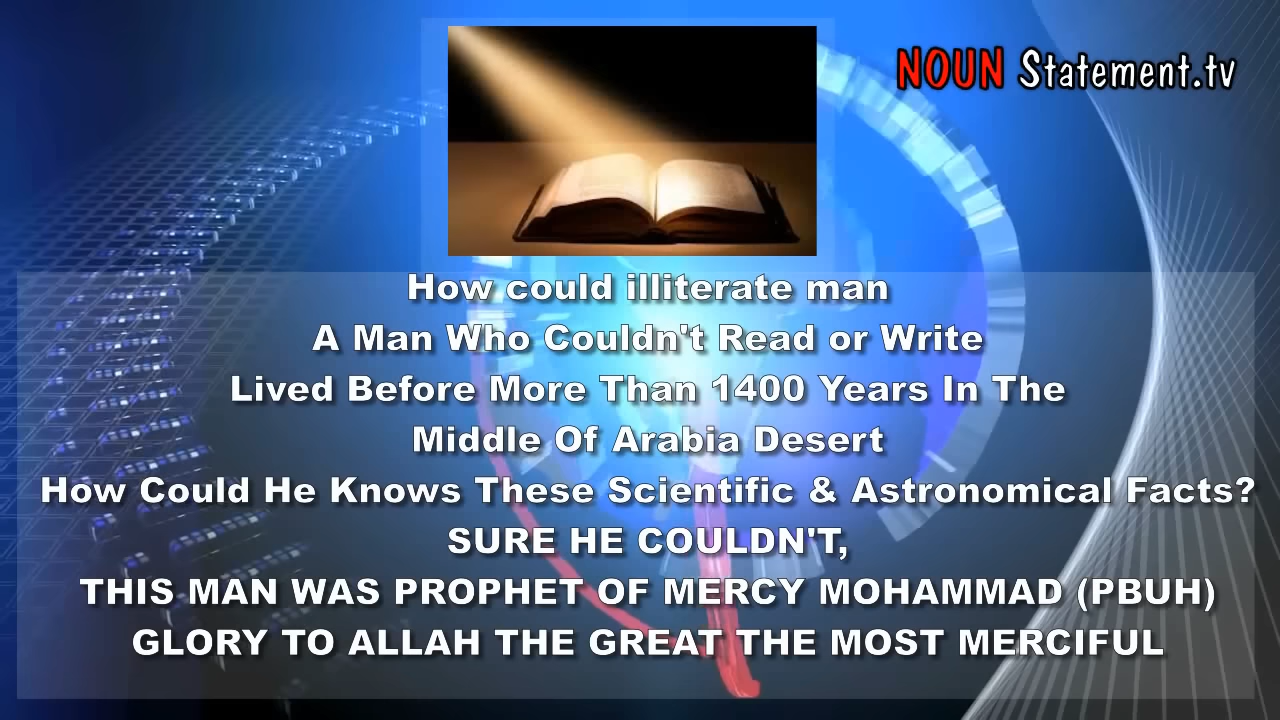 NOUN Statement.tv
How could illiterate man
A Man Who Couldn't Read or Write
Lived Before More Than 1400 Years In The
Middle Of Arabia Desert
How Could He Knows These Scientific & Astronomical Facts?
SURE HE COULDN'T,
THIS MAN WAS PROPHET OF MERCY MOHAMMAD (PBUH)
GLORY TO ALLAH THE GREAT THE MOST MERCIFUL